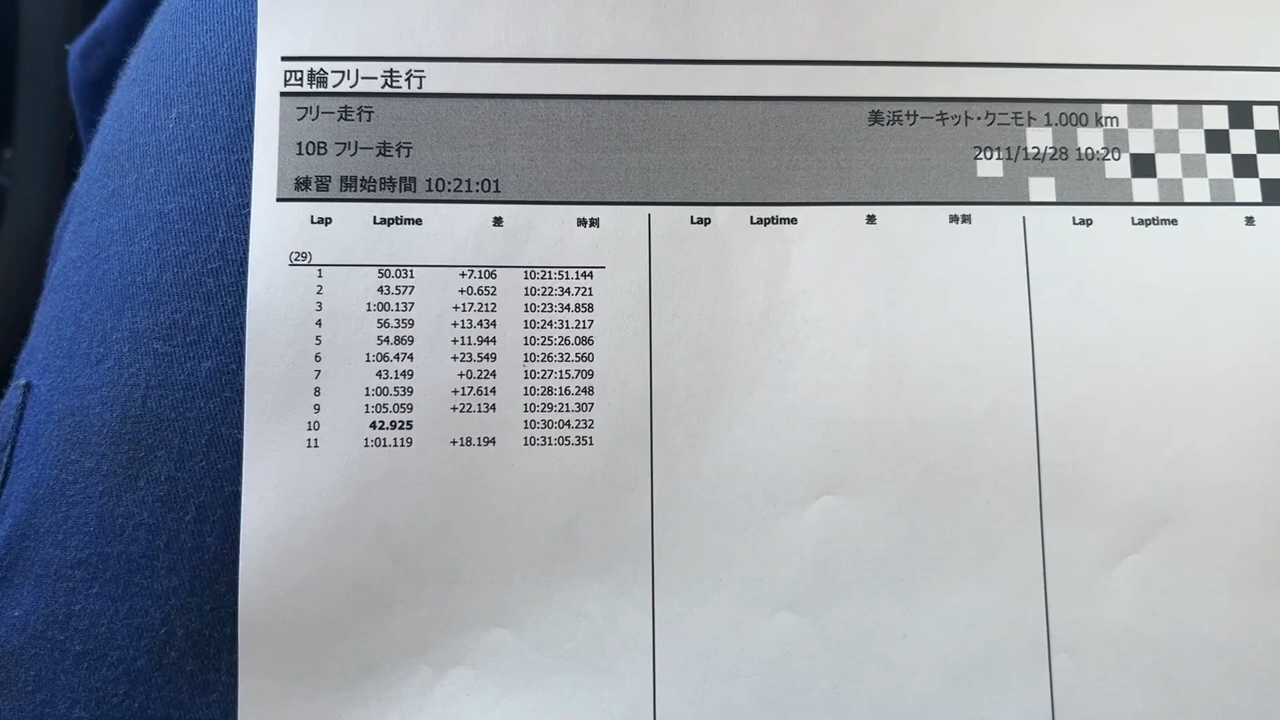 四輪フリー走行
フリー走行 美浜サーキット・クニモト 1.000 km
10B フリー走行 2011/12/28 10:20
練習 開始時間 10:21:01
Lap Laptime 差 時刻 Lap Laptime 差 時刻 Lap Laptime 差
(29)
1 50.031 +7.106 10:21:51.144
2 43.577 +0.652 10:22:34.721
3 1:00.137 +17.212 10:23:34.858
4 56.359 +13.434 10:24:31.217
5 54.869 +11.944 10:25:26.086
6 1:06.474 +23.549 10:26:32.560
7 43.149 +0.224 10:27:15.709
8 1:00.539 +17.614 10:28:16.248
9 1:05.059 +22.134 10:29:21.307
10 42.925 10:30:04.232
11 1:01.119 +18.194 10:31:05.351